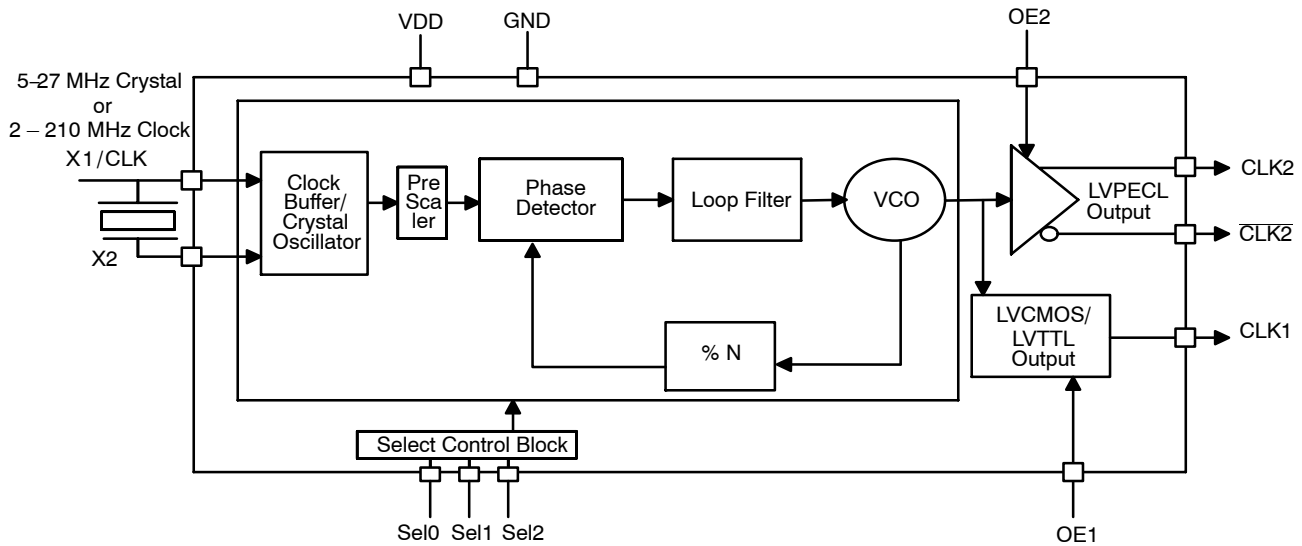 VDD
GND
OE2
5–27 MHz Crystal
or
2 – 210 MHz Clock
X1/CLK
X2
Clock
Buffer/
Crystal
Oscillator
Pre
Sca
ler
Phase
Detector
Loop Filter
VCO
% N
LVPECL
Output
CLK2
C̅L̅K̅2̅
LVCMOS/
LVTTL
Output
CLK1
Select Control Block
Sel0
Sel1
Sel2
OE1